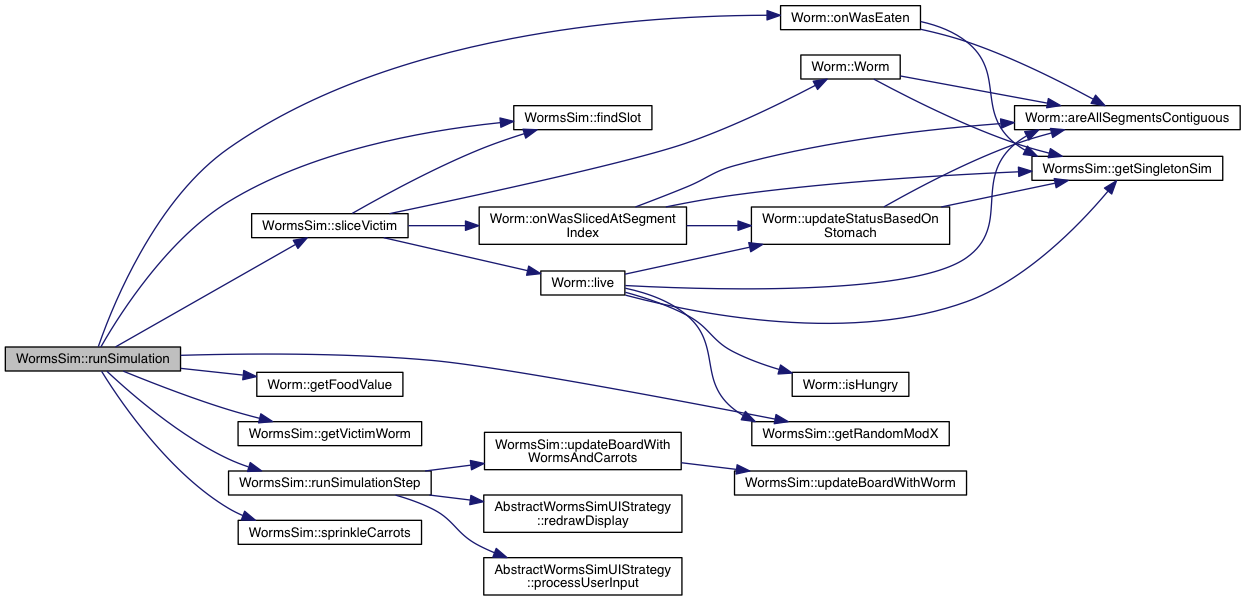 Worm::onWasEaten
Worm::Worm
WormsSim::findSlot
Worm::areAllSegmentsContiguous
WormsSim::getSingletonSim
WormsSim::sliceVictim
Worm::onWasSlicedAtSegment
Index
Worm::updateStatusBasedOn
Stomach
Worm::live
WormsSim::runSimulation
Worm::getFoodValue
Worm::isHungry
WormsSim::getVictimWorm
WormsSim::getRandomModX
WormsSim::updateBoardWith
WormsAndCarrots
WormsSim::runSimulationStep
WormsSim::updateBoardWithWorm
AbstractWormsSimUIStrategy
::redrawDisplay
WormsSim::sprinkleCarrots
AbstractWormsSimUIStrategy
::processUserInput